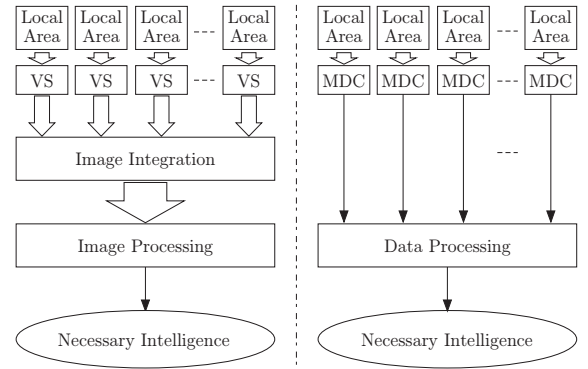 Local Area Local Area Local Area --- Local Area
VS VS VS --- VS
Image Integration
Image Processing
Necessary Intelligence
Local Area Local Area Local Area --- Local Area
MDC MDC MDC --- MDC
---
Data Processing
Necessary Intelligence